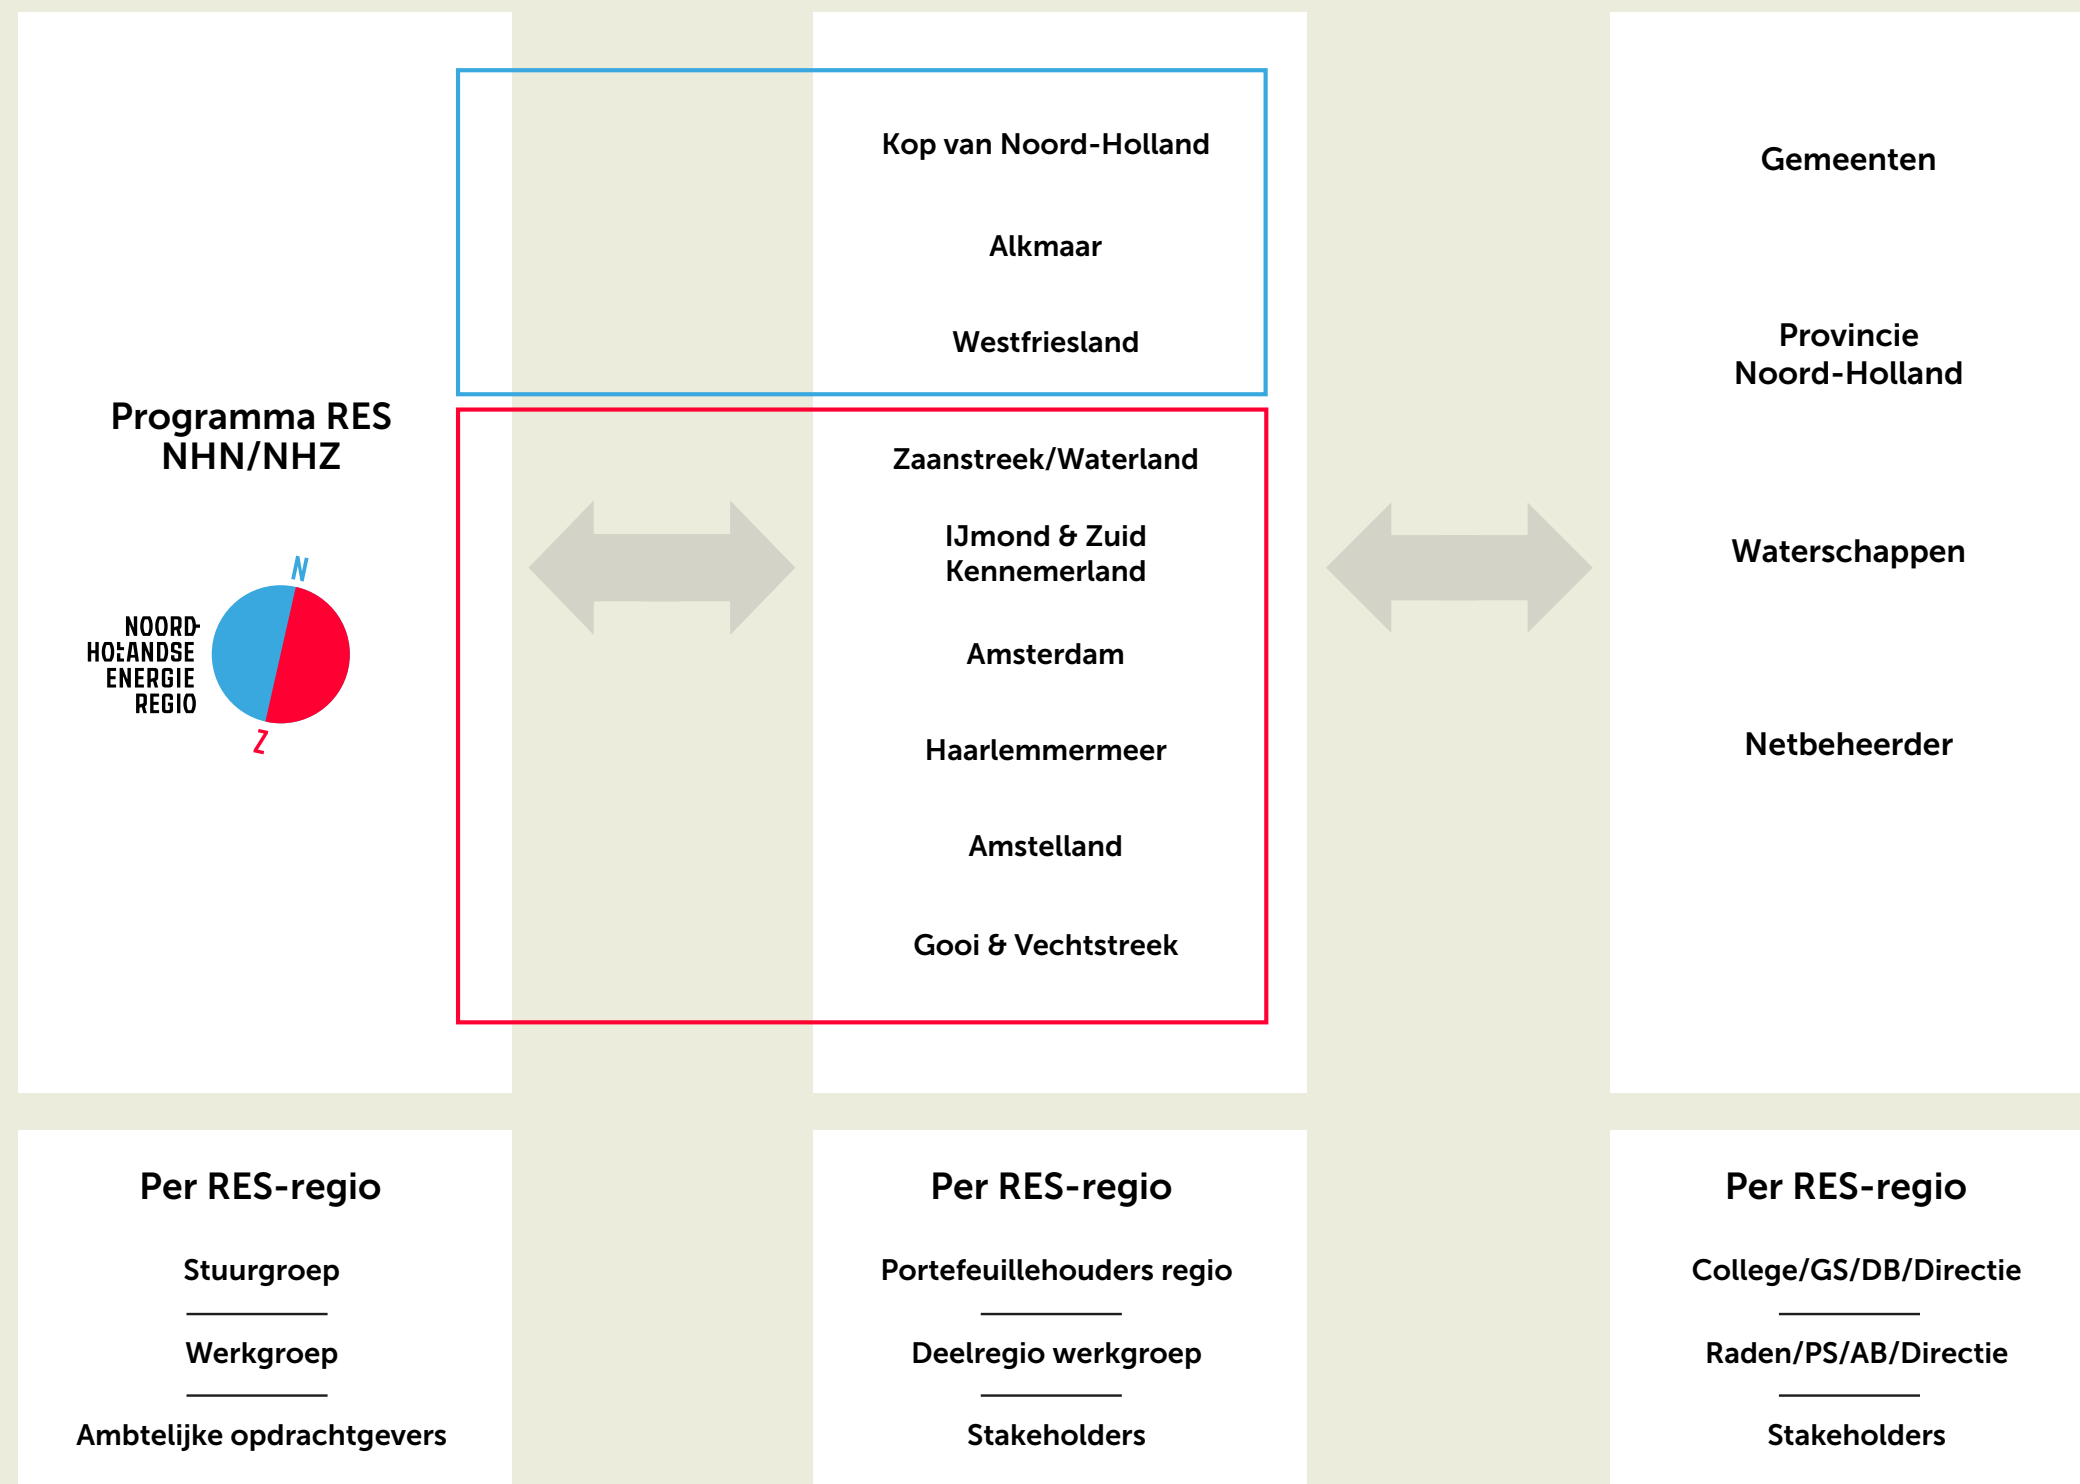 Programma RES
NHN/NHZ
N
NOORD-
HOLLANDSE
ENERGIE
REGIO
Z
Kop van Noord-Holland
Alkmaar
Westfriesland
Zaanstreek/Waterland
IJmond & Zuid
Kennemerland
Amsterdam
Haarlemmermeer
Amstelland
Gooi & Vechtstreek
Gemeenten
Provincie
Noord-Holland
Waterschappen
Netbeheerder
Per RES-regio
Stuurgroep
Werkgroep
Ambtelijke opdrachtgevers
Per RES-regio
Portefeuillehouders regio
Deelregio werkgroep
Stakeholders
Per RES-regio
College/GS/DB/Directie
Raden/PS/AB/Directie
Stakeholders